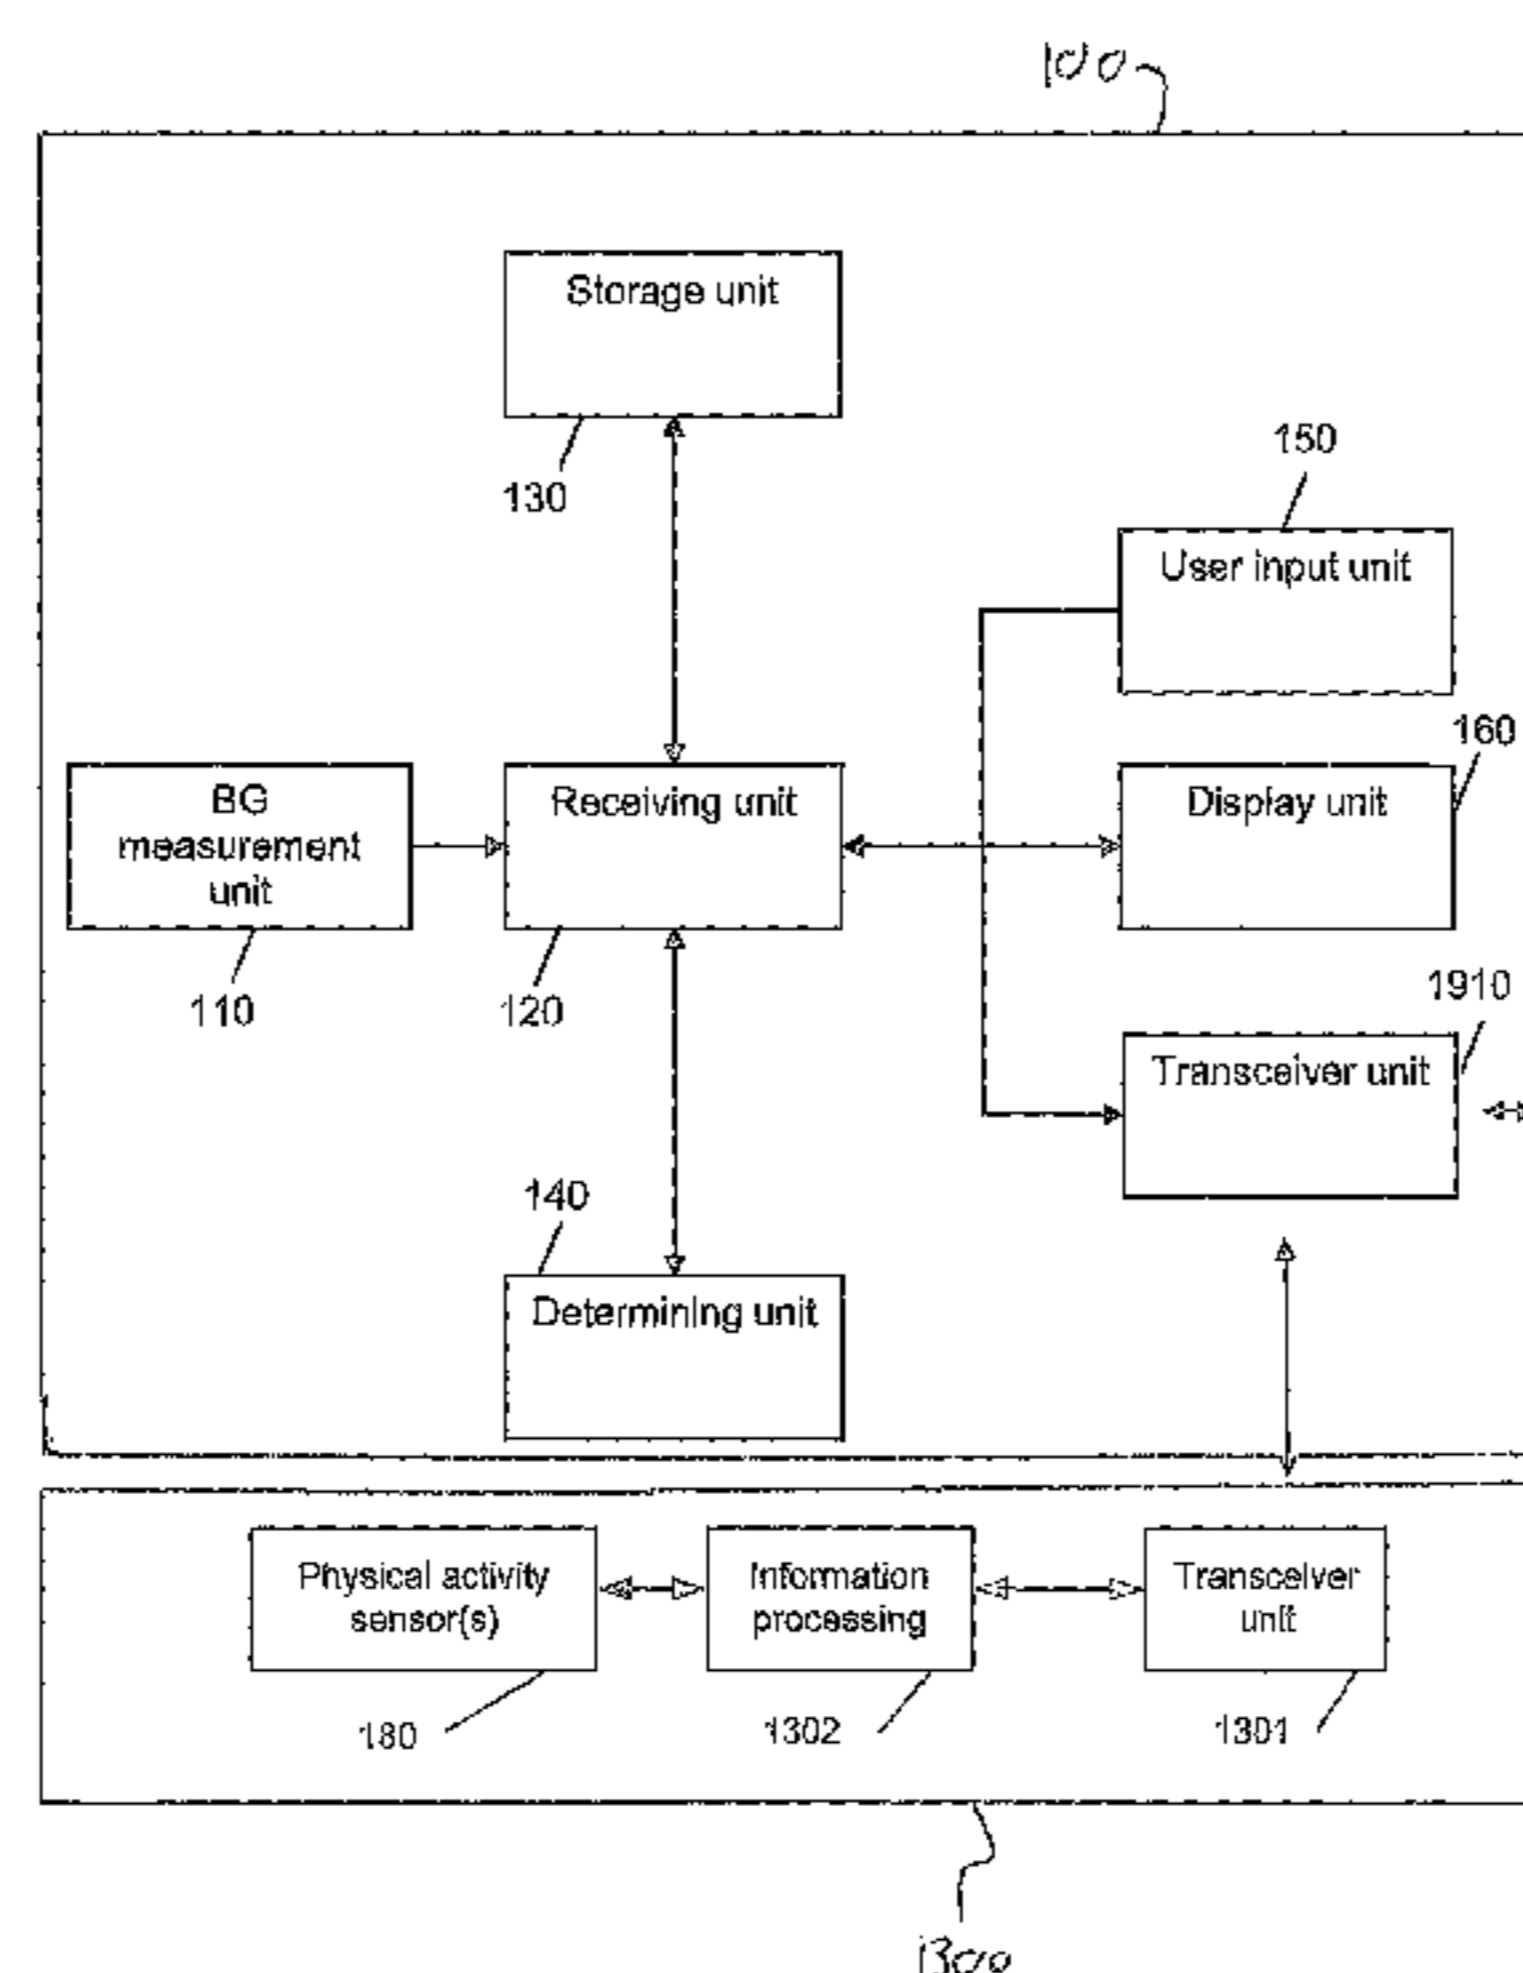 100
Storage unit
130
150
User input unit
160
BG
measurement
unit
Receiving unit
Display unit
110
120
1910
Transceiver unit
140
Determining unit
Physical activity
sensor(s)
Information
processing
Transceiver
unit
180
1302
1301
1300